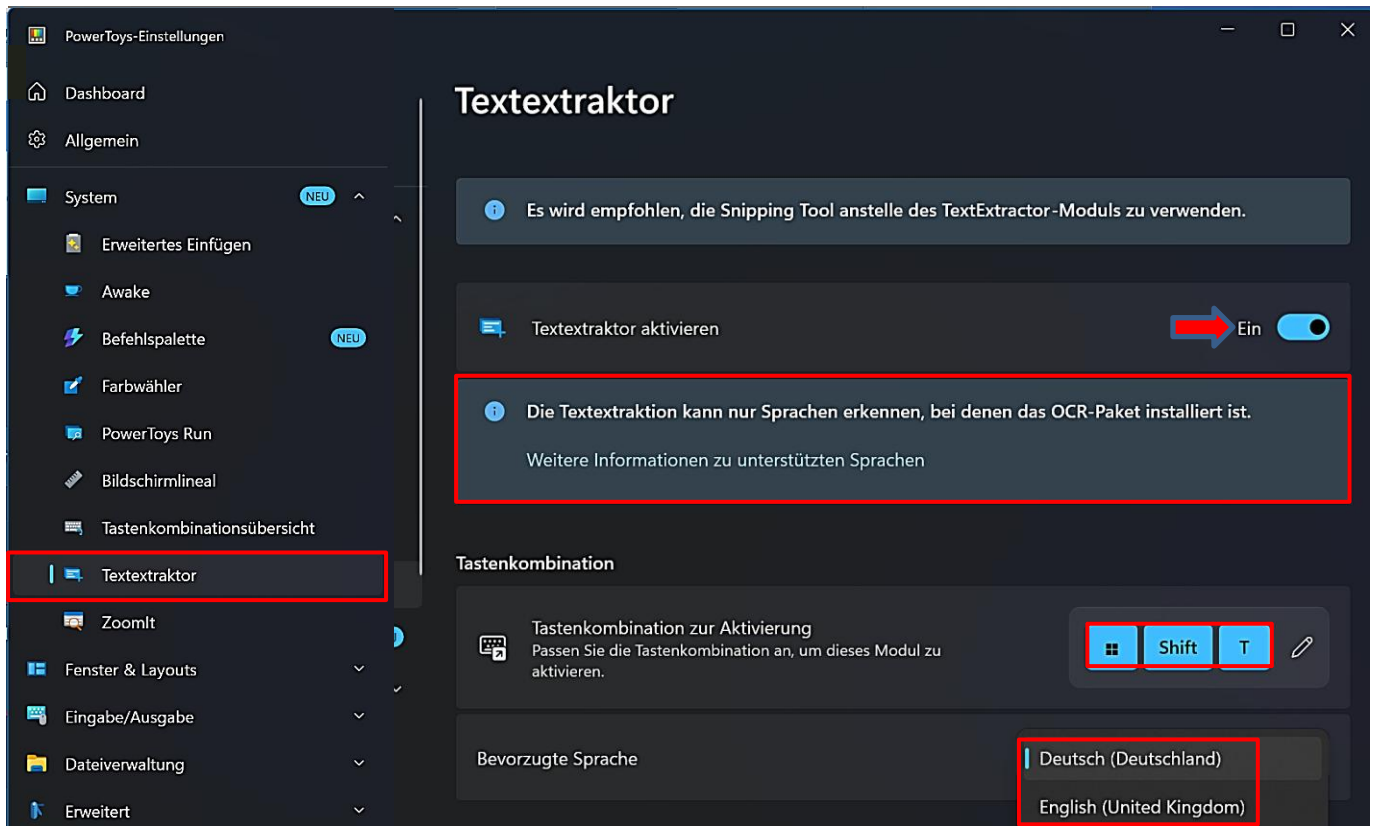 PowerToys-Einstellungen
Dashboard
Allgemein
System NEU
Erweitertes Einfügen
Awake
Befehlspalette NEU
Farbwähler
PowerToys Run
Bildschirmlineal
Tastenkombinationsübersicht
Textextraktor
ZoomIt
Fenster & Layouts
Eingabe/Ausgabe
Dateiverwaltung
Erweitert
Textextraktor
Es wird empfohlen, die Snipping Tool anstelle des TextExtractor-Moduls zu verwenden.
Textextraktor aktivieren Ein
Die Textextraktion kann nur Sprachen erkennen, bei denen das OCR-Paket installiert ist.
Weitere Informationen zu unterstützten Sprachen
Tastenkombination
Tastenkombination zur Aktivierung
Passen Sie die Tastenkombination an, um dieses Modul zu
aktivieren.
Shift T
Bevorzugte Sprache
Deutsch (Deutschland)
English (United Kingdom)